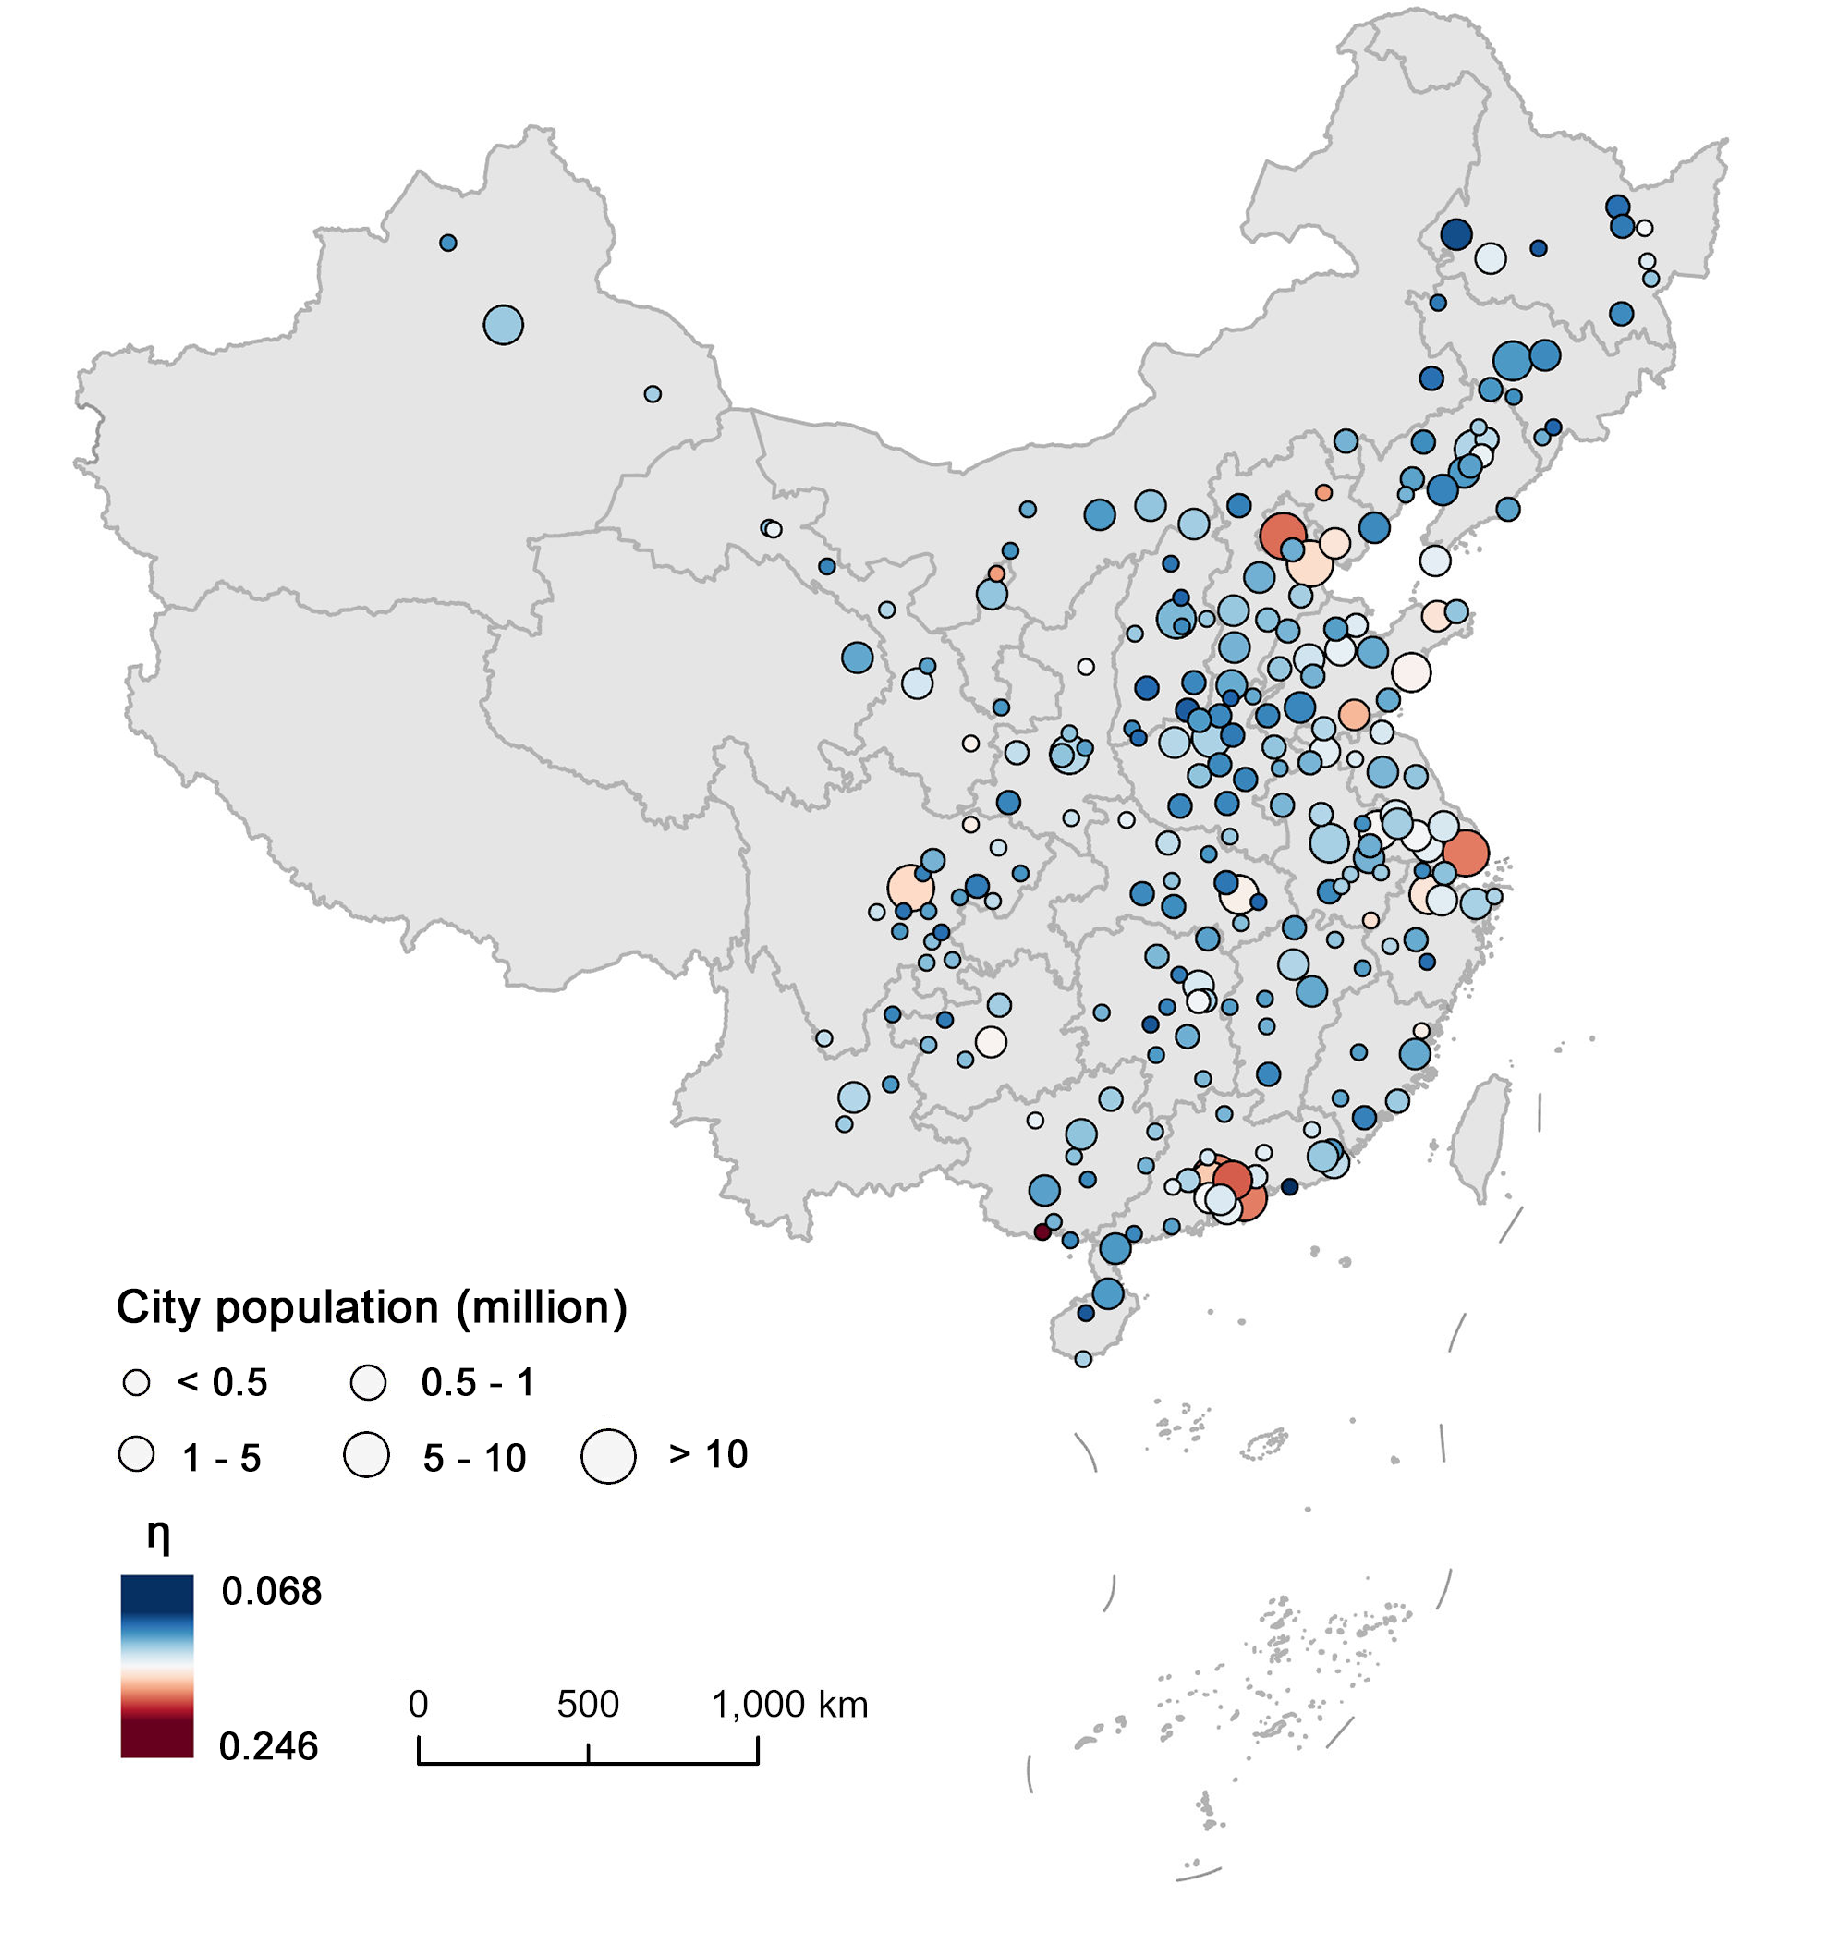 City population (million)
< 0.5 0.5 - 1
1 - 5 5 - 10 > 10
η
0.068
0.246
0 500 1,000 km